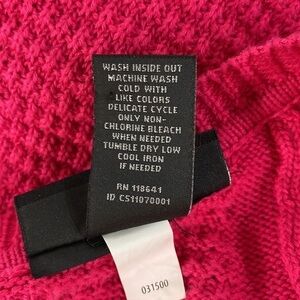 WASH INSIDE OUT
MACHINE WASH
COLD WITH
LIKE COLORS
DELICATE CYCLE
ONLY NON-
CHLORINE BLEACH
WHEN NEEDED
TUMBLE DRY LOW
COOL IRON
IF NEEDED
RN 118641
ID CS11070001
031500